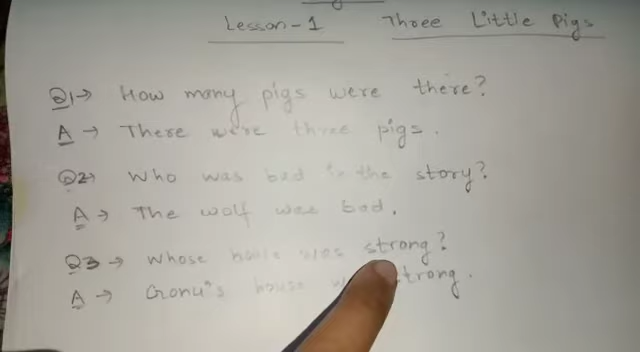 Lesson-1 Three Little Pigs
Q1→ How many pigs were there?
A → There were three pigs.
Q2→ Who was bad in the story?
A → The wolf was bad.
Q3 → Whose house was strong?
A → Gonu's house strong.